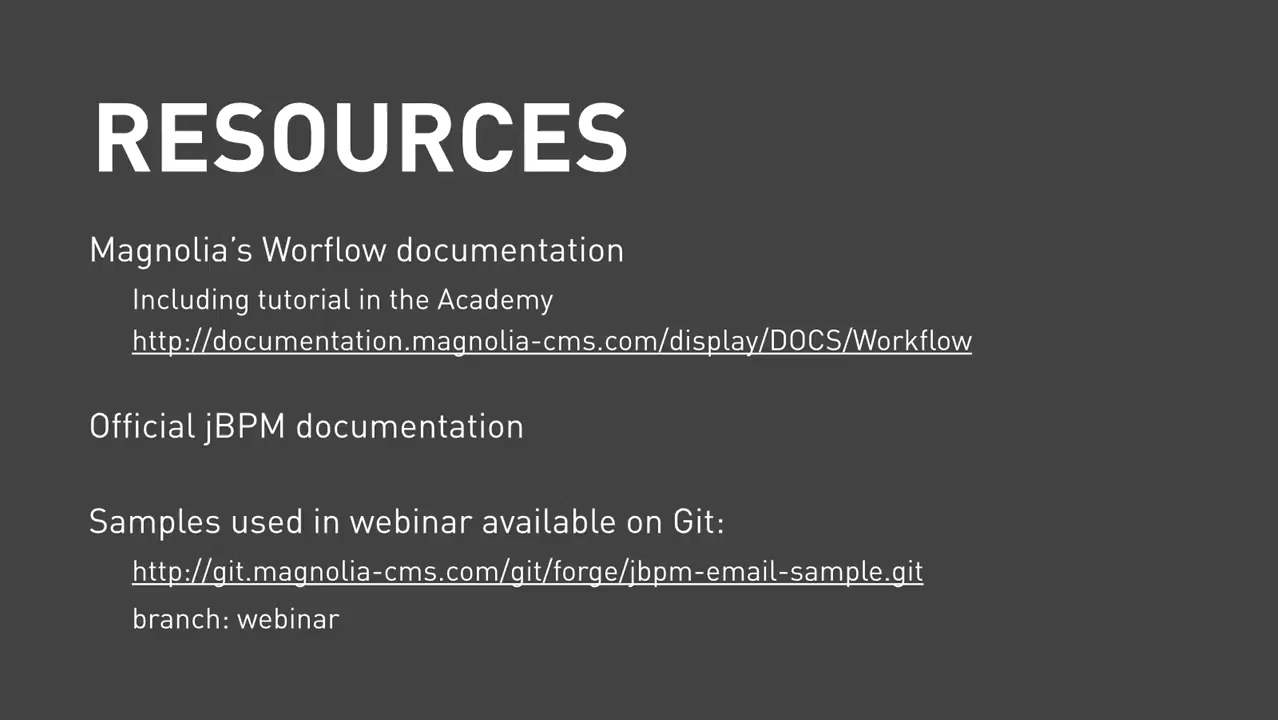 RESOURCES
Magnolia’s Worflow documentation
Including tutorial in the Academy
http://documentation.magnolia-cms.com/display/DOCS/Workflow
Official jBPM documentation
Samples used in webinar available on Git:
http://git.magnolia-cms.com/git/forge/jbpm-email-sample.git
branch: webinar